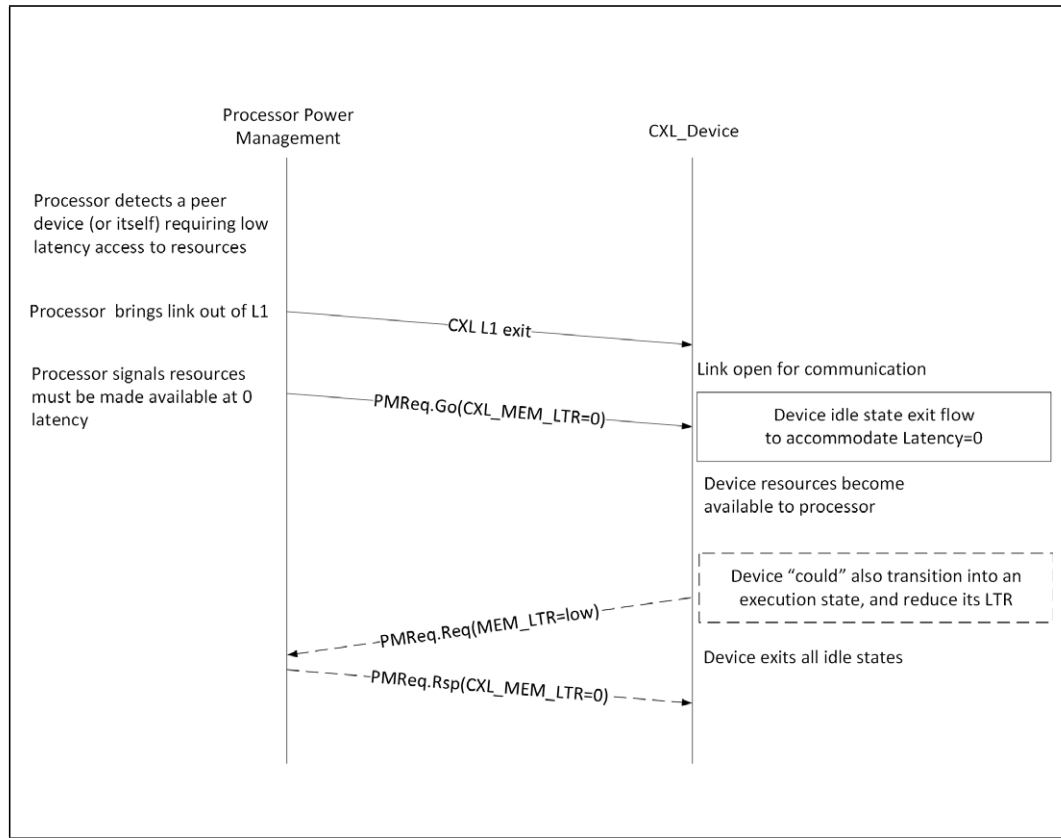 Processor Power
Management
CXL_Device
Processor detects a peer
device (or itself) requiring low
latency access to resources
Processor  brings link out of L1
CXL L1 exit
Link open for communication
Processor signals resources
must be made available at 0
latency
PMReq.Go(CXL_MEM_LTR=0)
Device idle state exit flow
to accommodate Latency=0
Device resources become
available to processor
Device “could” also transition into an
execution state, and reduce its LTR
PMReq.Req(MEM_LTR=low)
Device exits all idle states
PMReq.Rsp(CXL_MEM_LTR=0)